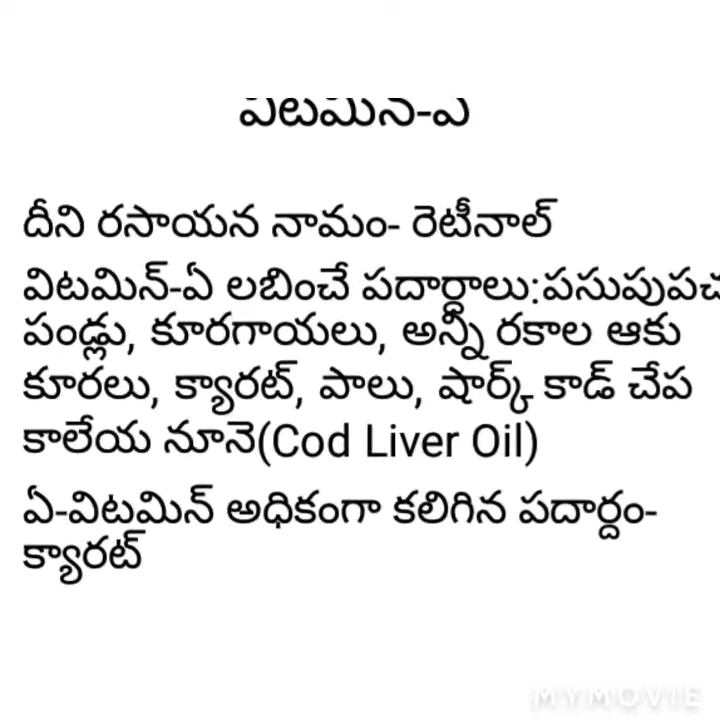 విటమిన్-ఎ
దీని రసాయన నామం- రెటీనాల్
విటమిన్-ఏ లబించే పదార్ధాలు:పసుపుపచ
పండ్లు, కూరగాయలు, అన్ని రకాల ఆకు
కూరలు, క్యారట్, పాలు, షార్క్ కాడ్ చేప
కాలేయ నూనె(Cod Liver Oil)
ఏ-విటమిన్ అధికంగా కలిగిన పదార్దం-
క్యారట్
MYMOVIE